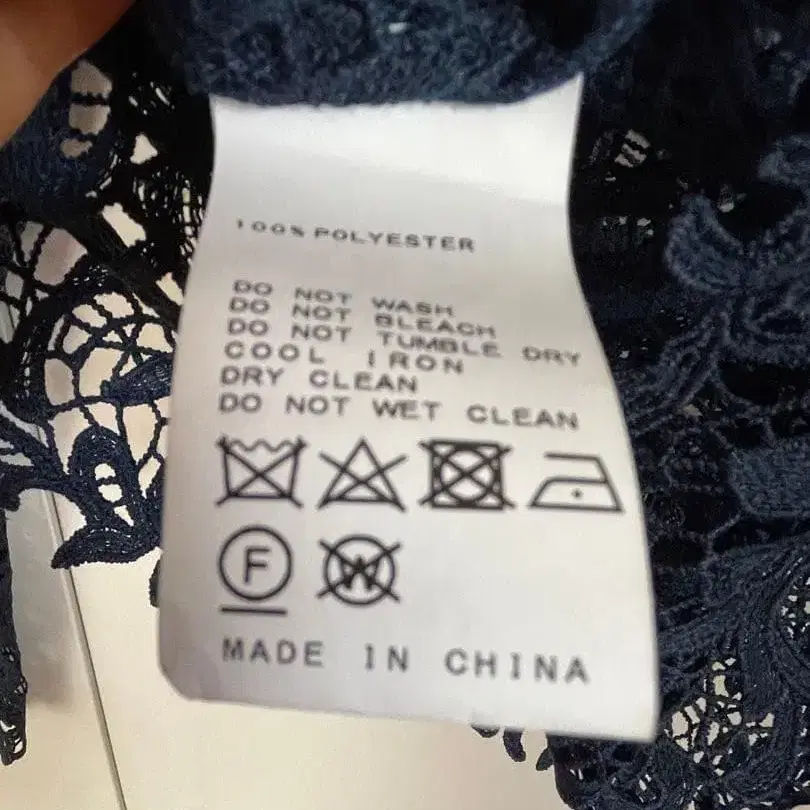 100% POLYESTER
DO NOT WASH
DO NOT BLEACH
DO NOT TUMBLE DRY
COOL IRON
DRY CLEAN
DO NOT WET CLEAN
F W
MADE IN CHINA